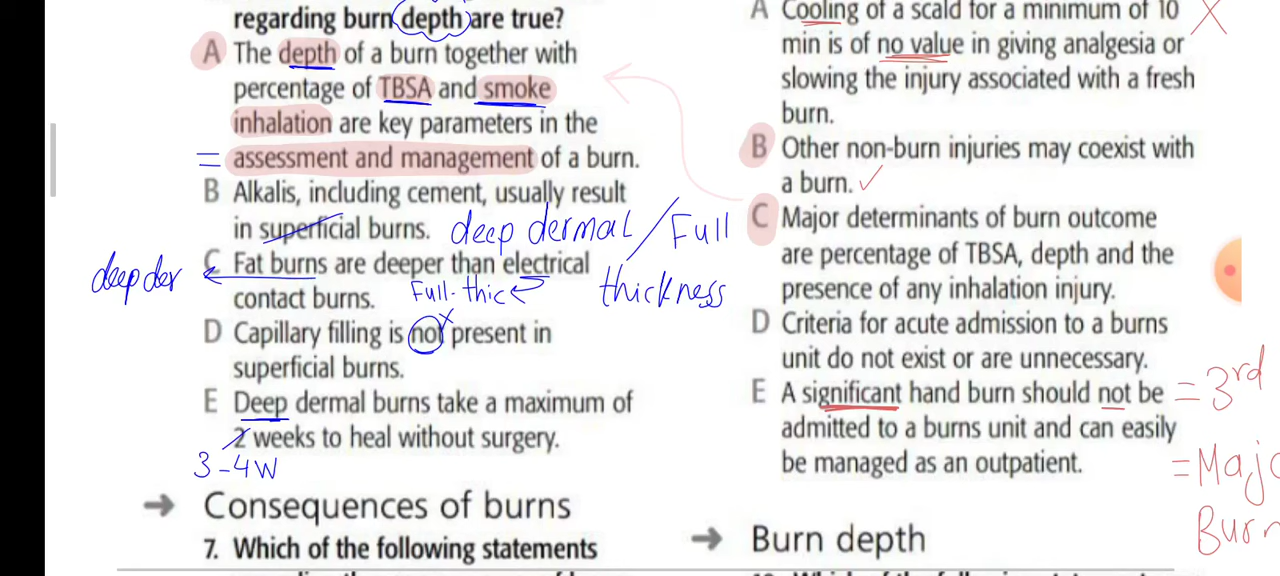 regarding burn depth are true?
A The depth of a burn together with
percentage of TBSA and smoke
inhalation are key parameters in the
= assessment and management of a burn.
B Alkalis, including cement, usually result
in superficial burns. deep dermal / Full
thickness
deep der
C Fat burns are deeper than electrical
contact burns. Full-thic
D Capillary filling is not present in
superficial burns.
E Deep dermal burns take a maximum of
2 weeks to heal without surgery.
3-4W
→ Consequences of burns
7. Which of the following statements
A Cooling of a scald for a minimum of 10
min is of no value in giving analgesia or
slowing the injury associated with a fresh
burn.
B Other non-burn injuries may coexist with
a burn.
C Major determinants of burn outcome
are percentage of TBSA, depth and the
presence of any inhalation injury.
D Criteria for acute admission to a burns
unit do not exist or are unnecessary.
E A significant hand burn should not be
admitted to a burns unit and can easily
be managed as an outpatient.
= 3rd
= Majo
Burn
→ Burn depth